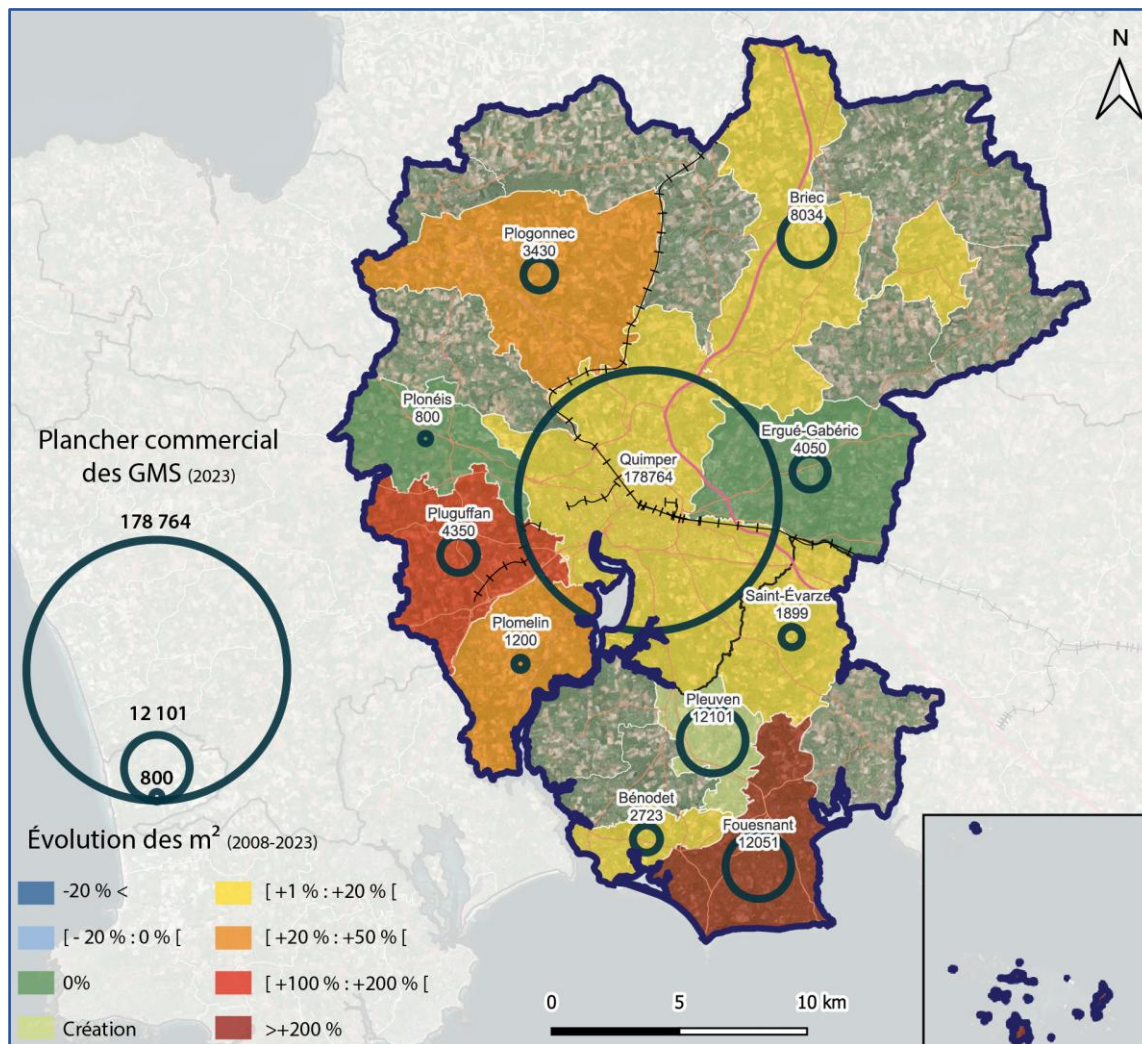 N
Briec
8034
Plogonnec
3430
Plonéis
800
Ergué-Gabéric
4050
Quimper
178764
Pluguffan
4350
Saint-Évarze
1899
Plomelin
1200
Pleuven
12101
Bénodet
2723
Fouesnant
12051
Plancher commercial
des GMS (2023)
178 764
12 101
800
Évolution des m² (2008-2023)
-20 % <
[ - 20 % : 0 % [
0%
Création
[ +1 % : +20 % [
[ +20 % : +50 % [
[ +100 % : +200 % [
>+200 %
0 5 10 km